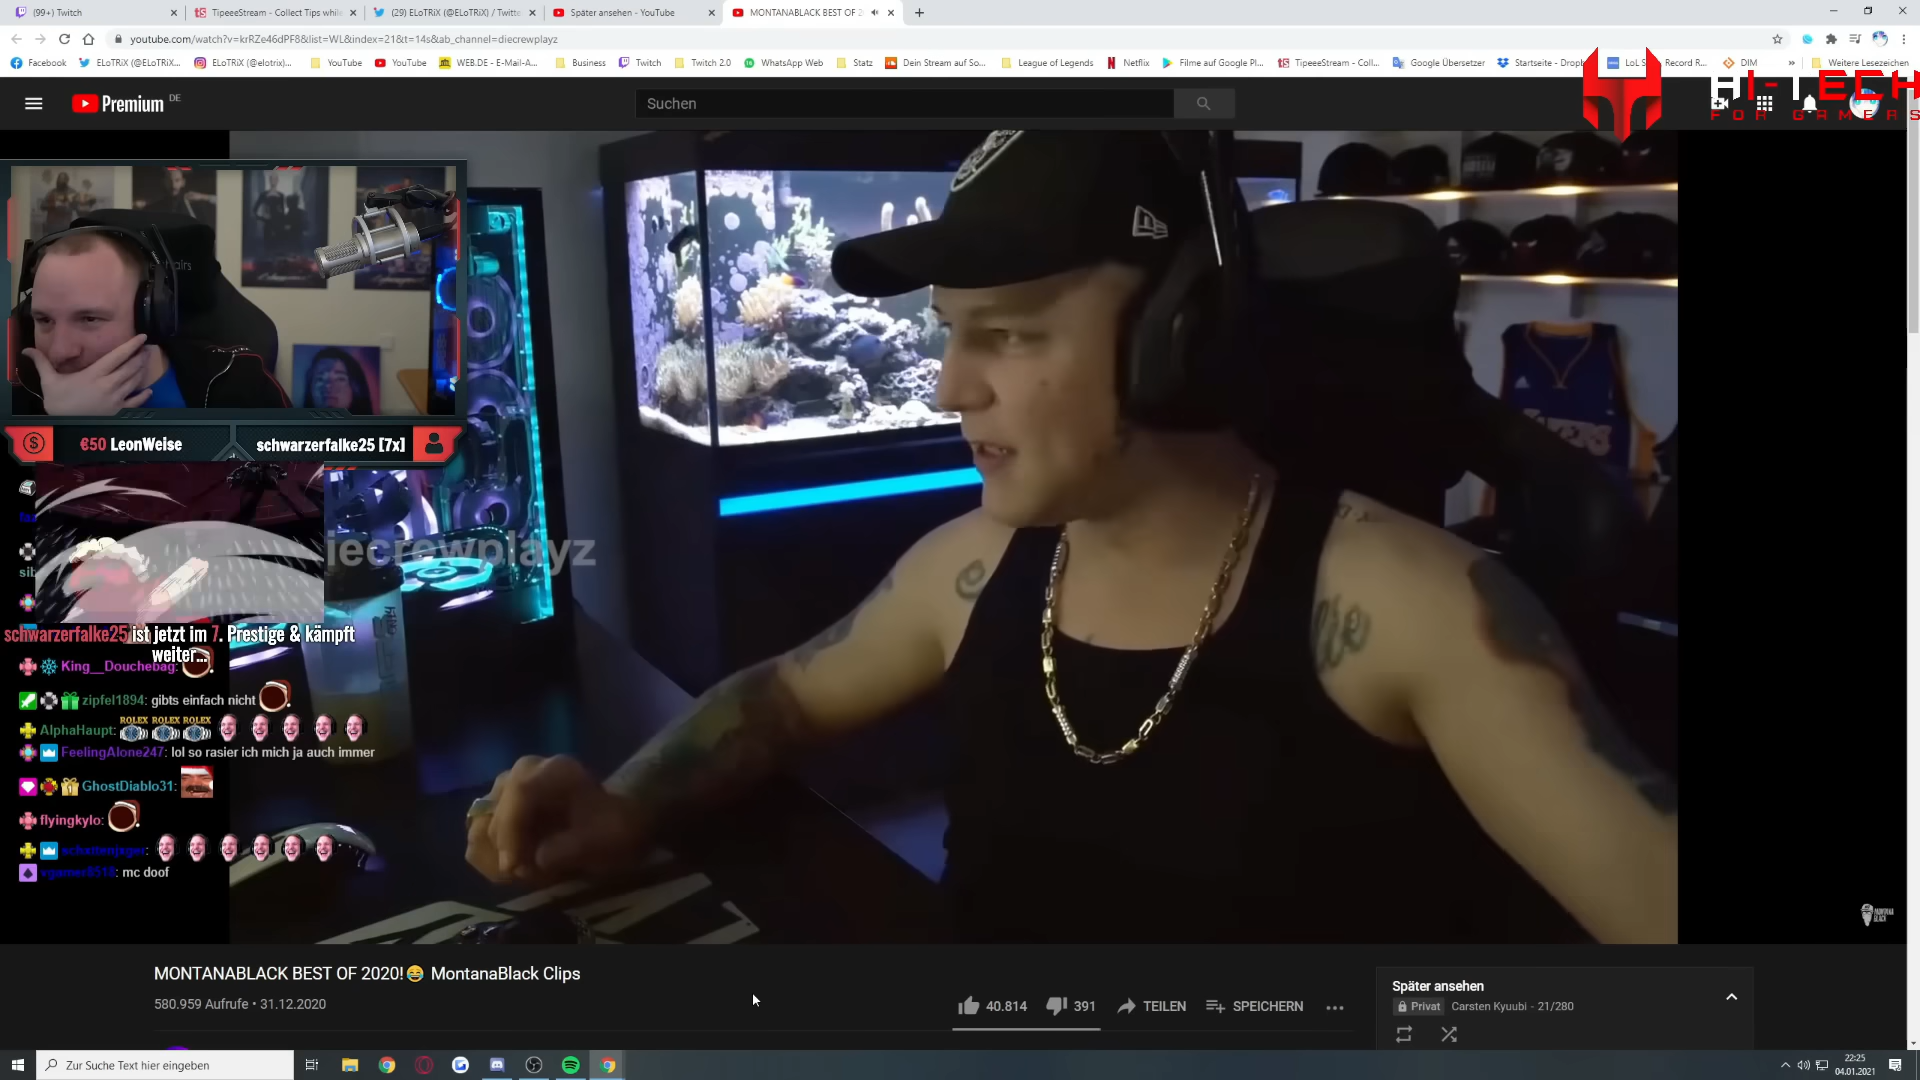 (99+) Twitch
TipeeeStream - Collect Tips while
(29) ELoTRiX (@ELoTRiX) / Twitte
Später ansehen - YouTube
MONTANABLACK BEST OF 2
youtube.com/watch?v=krRZe46dPF8&list=WL&index=21&t=14s&ab_channel=diecrewplayz
Facebook
ELoTRiX (@ELoTRiX...
ELoTRiX (@elotrix)...
YouTube
YouTube
WEB.DE - E-Mail-A...
Business
Twitch
Twitch 2.0
WhatsApp Web
Statz
Dein Stream auf So...
League of Legends
Netflix
Filme auf Google Pl...
TipeeeStream - Coll...
Google Übersetzer
Startseite - Dropb
LoL S
Record R...
DIM
»
Weitere Lesezeichen
Premium DE
Suchen
HI-TECH
FOR GAMERS
€50 LeonWeise
schwarzerfalke25 [7x]
iecrewplayz
schwarzerfalke25 ist jetzt im 7. Prestige & kämpft
weiter...
King__Douchebag:
zipfel1894: gibts einfach nicht
AlphaHaupt: ROLEX ROLEX ROLEX
FeelingAlone247: lol so rasier ich mich ja auch immer
GhostDiablo31:
flyingkylo:
schattenjager:
vgamer8518: mc doof
MONTANABLACK BEST OF 2020!😂 MontanaBlack Clips
580.959 Aufrufe • 31.12.2020
40.814
391
TEILEN
SPEICHERN
Später ansehen
Privat
Carsten Kyuubi - 21/280
Zur Suche Text hier eingeben
22:25
04.01.2021